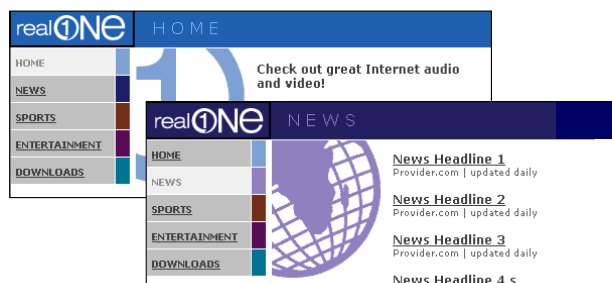 real1ONE HOME
HOME
NEWS
SPORTS
ENTERTAINMENT
DOWNLOADS
Check out great Internet audio
and video!
real1ONE NEWS
HOME
NEWS
SPORTS
ENTERTAINMENT
DOWNLOADS
News Headline 1
Provider.com | updated daily
News Headline 2
Provider.com | updated daily
News Headline 3
Provider.com | updated daily
News Headline 4 s